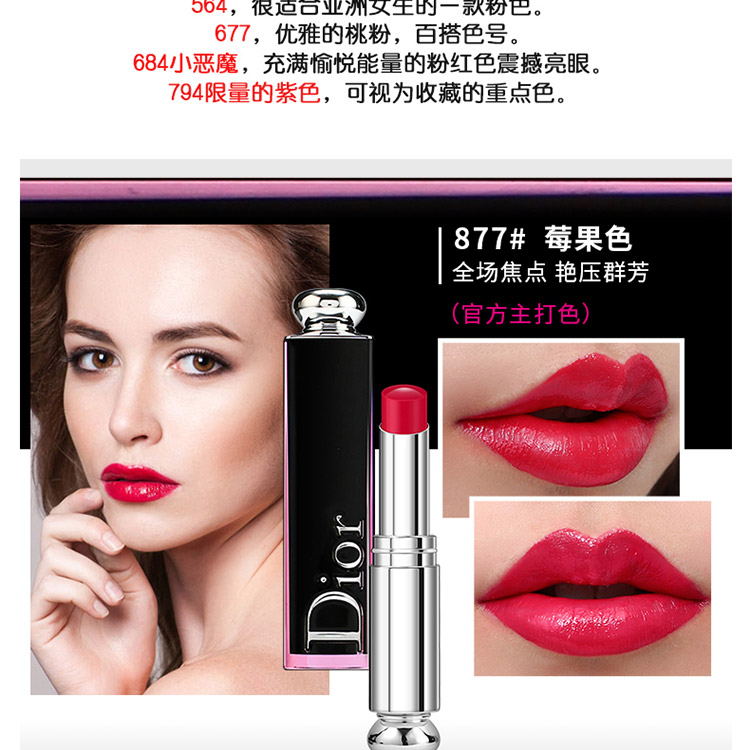 564，很适合亚洲女生的一款粉色。
677，优雅的桃粉，百搭色号。
684小恶魔，充满愉悦能量的粉红色震撼亮眼。
794限量的紫色，可视为收藏的重点色。
877# 莓果色
全场焦点 艳压群芳
（官方主打色）
Dior